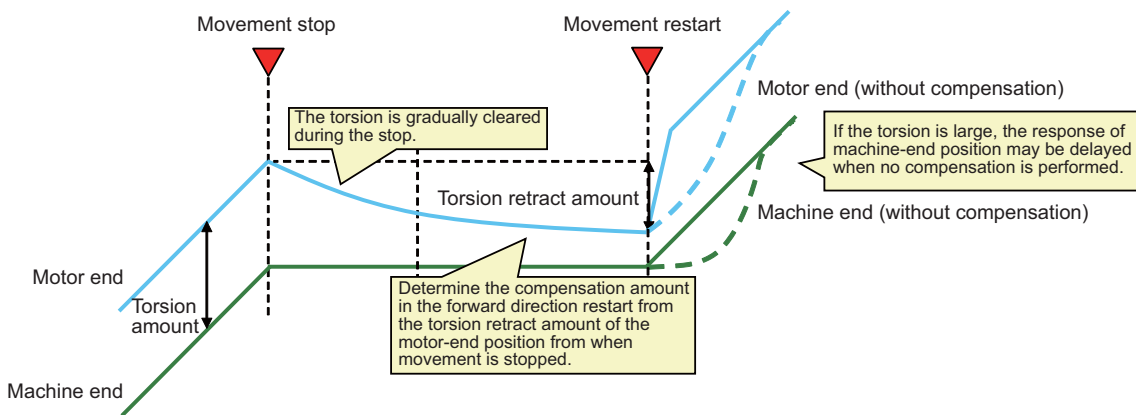 Movement stop
Movement restart
Motor end (without compensation)
The torsion is gradually cleared
during the stop.
If the torsion is large, the response of
machine-end position may be delayed
when no compensation is performed.
Torsion retract amount
Machine end (without compensation)
Motor end
Torsion
amount
Determine the compensation amount
in the forward direction restart from
the torsion retract amount of the
motor-end position from when
movement is stopped.
Machine end